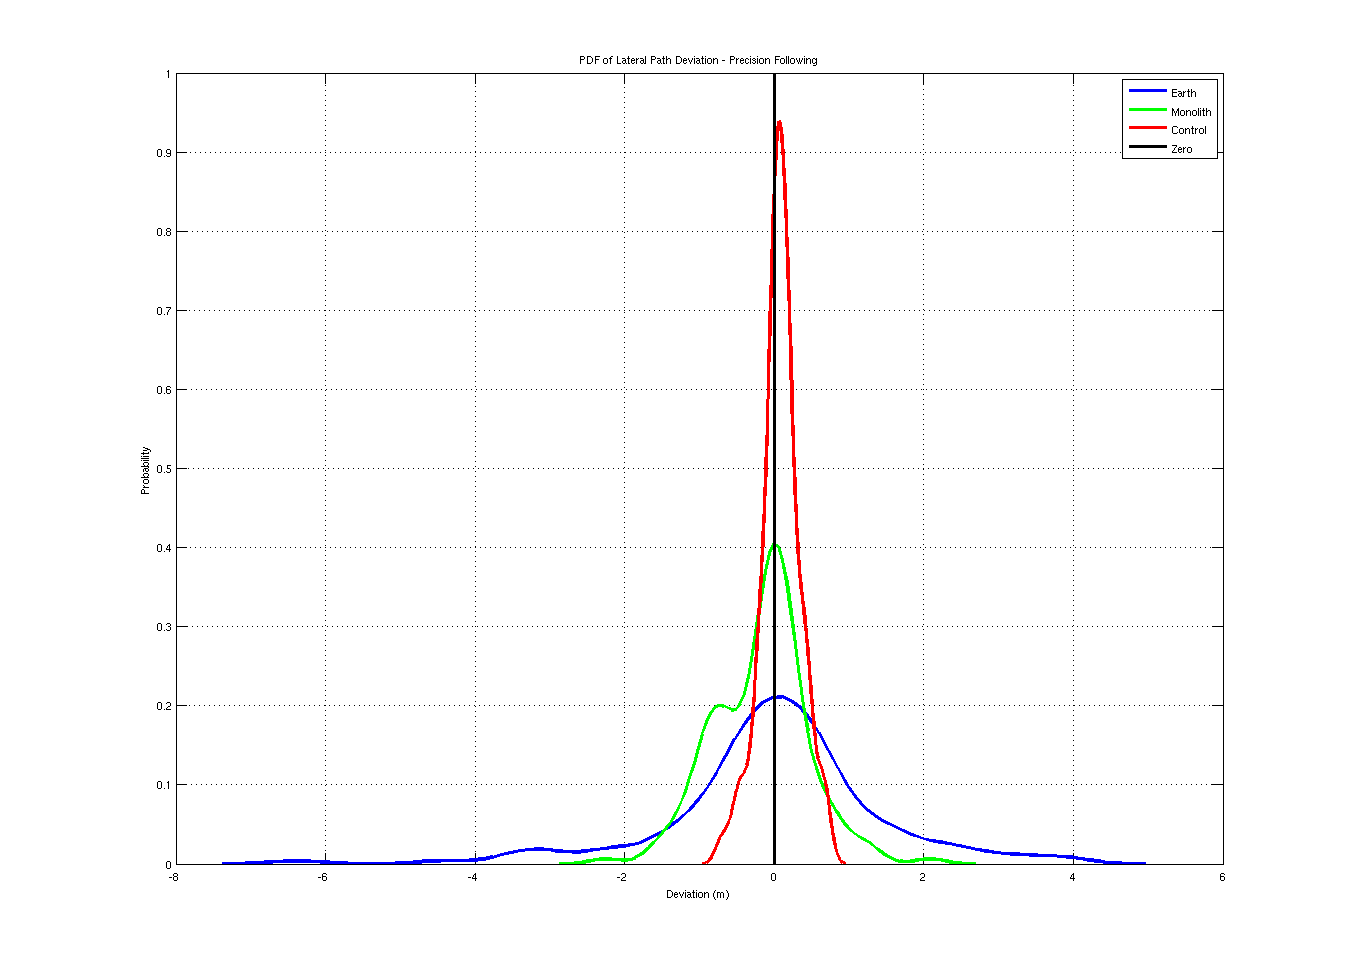 PDF of Lateral Path Deviation - Precision Following
Earth
Monolith
Control
Zero
1
0.9
0.8
0.7
0.6
0.5
0.4
0.3
0.2
0.1
0
Probability
-8 -6 -4 -2 0 2 4 6
Deviation (m)